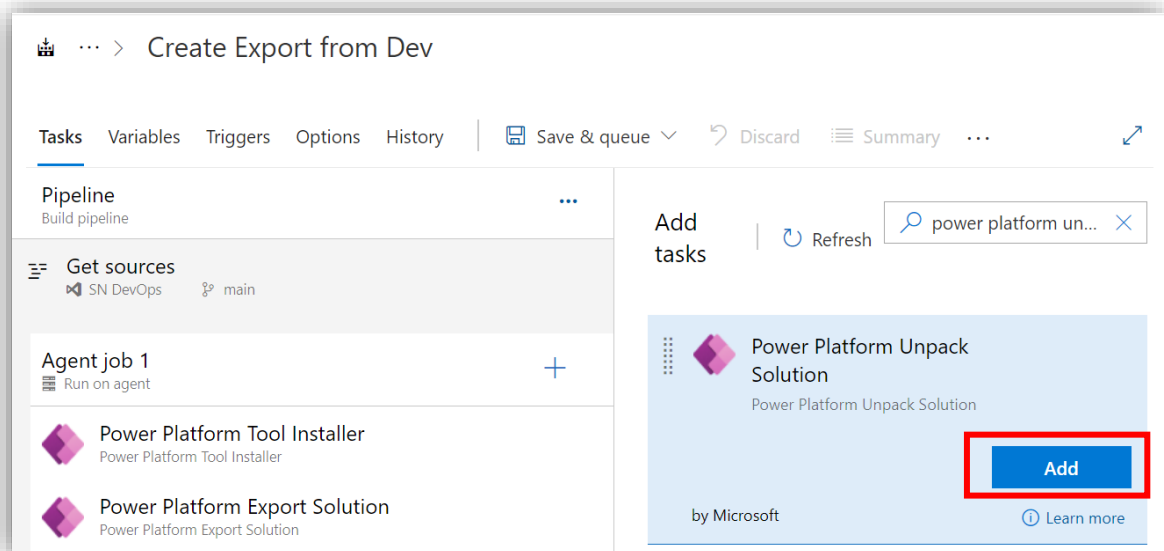 ··· > Create Export from Dev
Tasks Variables Triggers Options History Save & queue Discard Summary ···
Pipeline
Build pipeline
Get sources
SN DevOps main
Agent job 1
Run on agent
Power Platform Tool Installer
Power Platform Tool Installer
Power Platform Export Solution
Power Platform Export Solution
Add
tasks
Refresh
power platform un...
Power Platform Unpack
Solution
Power Platform Unpack Solution
Add
by Microsoft
Learn more